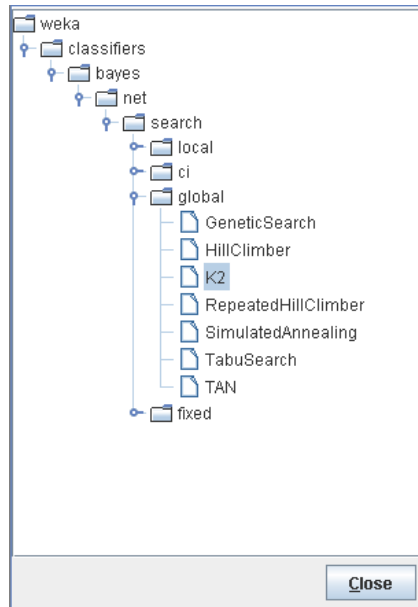 weka
classifiers
bayes
net
search
local
ci
global
GeneticSearch
HillClimber
K2
RepeatedHillClimber
SimulatedAnnealing
TabuSearch
TAN
fixed
Close